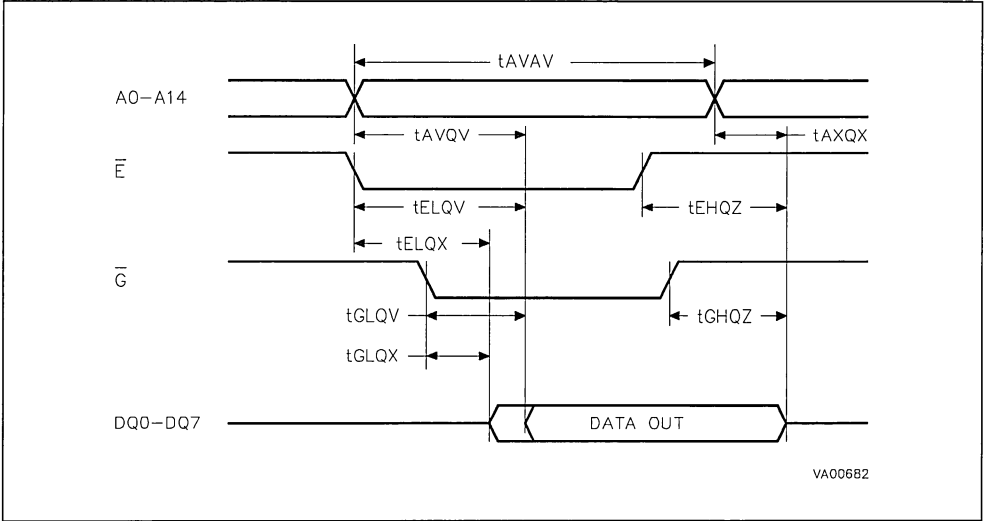 tAVAV
A0-A14
tAVQV
tAXQX
E̅
tELQV
tEHQZ
tELQX
G̅
tGLQV
tGHQZ
tGLQX
DQ0-DQ7
DATA OUT
VA00682